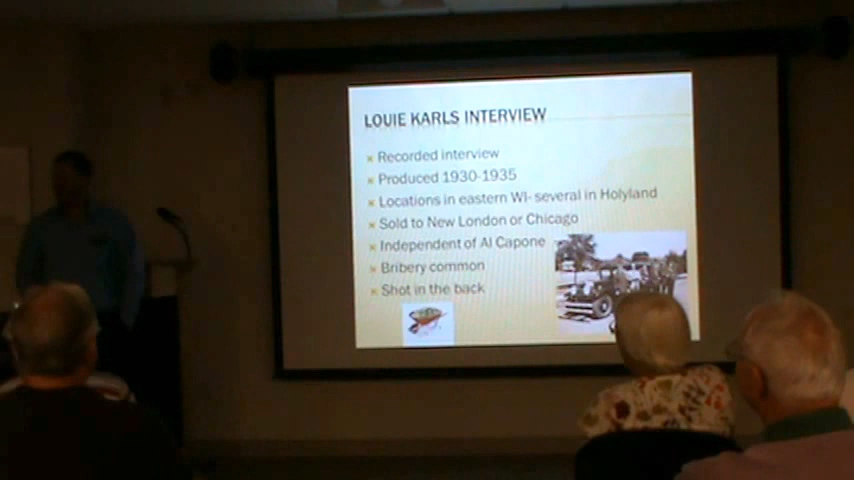 LOUIE KARLS INTERVIEW
Recorded interview
Produced 1930-1935
Locations in eastern WI- several in Holyland
Sold to New London or Chicago
Independent of Al Capone
Bribery common
Shot in the back